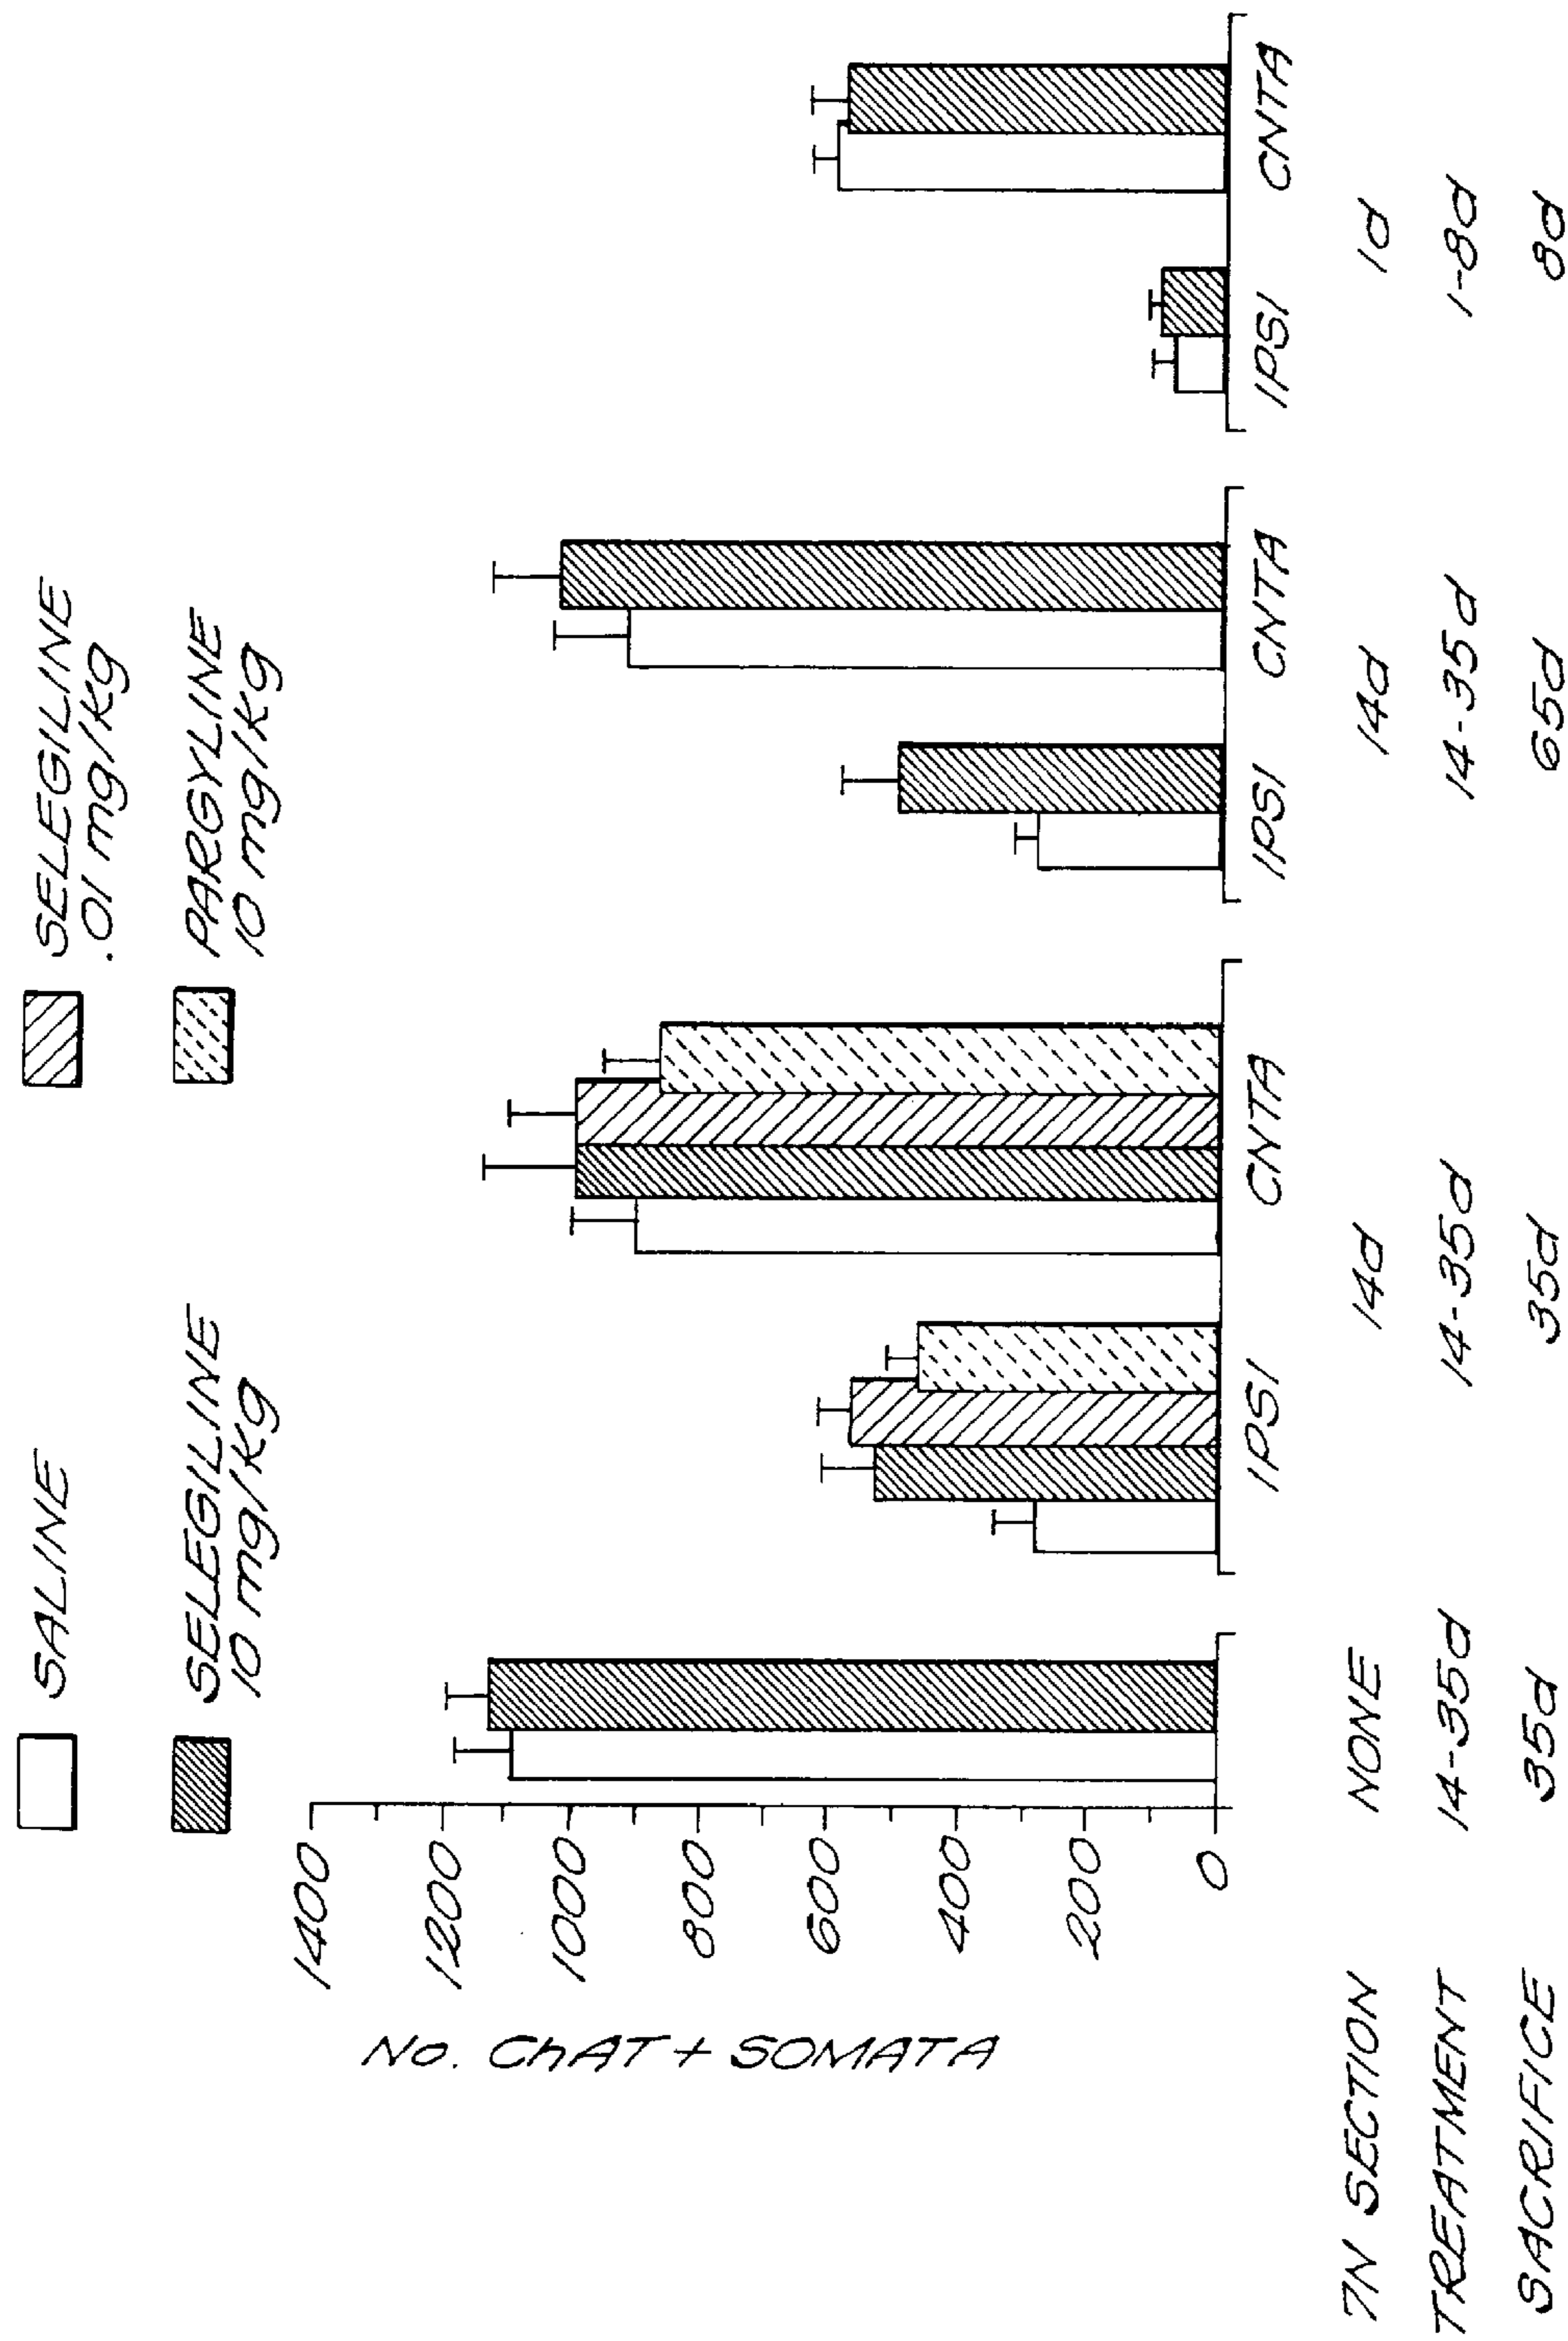 SALINE
SELEGILINE
.01 mg/kg
SELEGILINE
10 mg/kg
PARGYLINE
10 mg/kg
No. ChAT + SOMATA
1400
1200
1000
800
600
400
200
0
IPSI CNTA IPSI CNTA IPSI CNTA
7N SECTION NONE 14d 14d 1d
TREATMENT 14-35d 14-35d 14-35d 1-8d
SACRIFICE 35d 35d 65d 8d